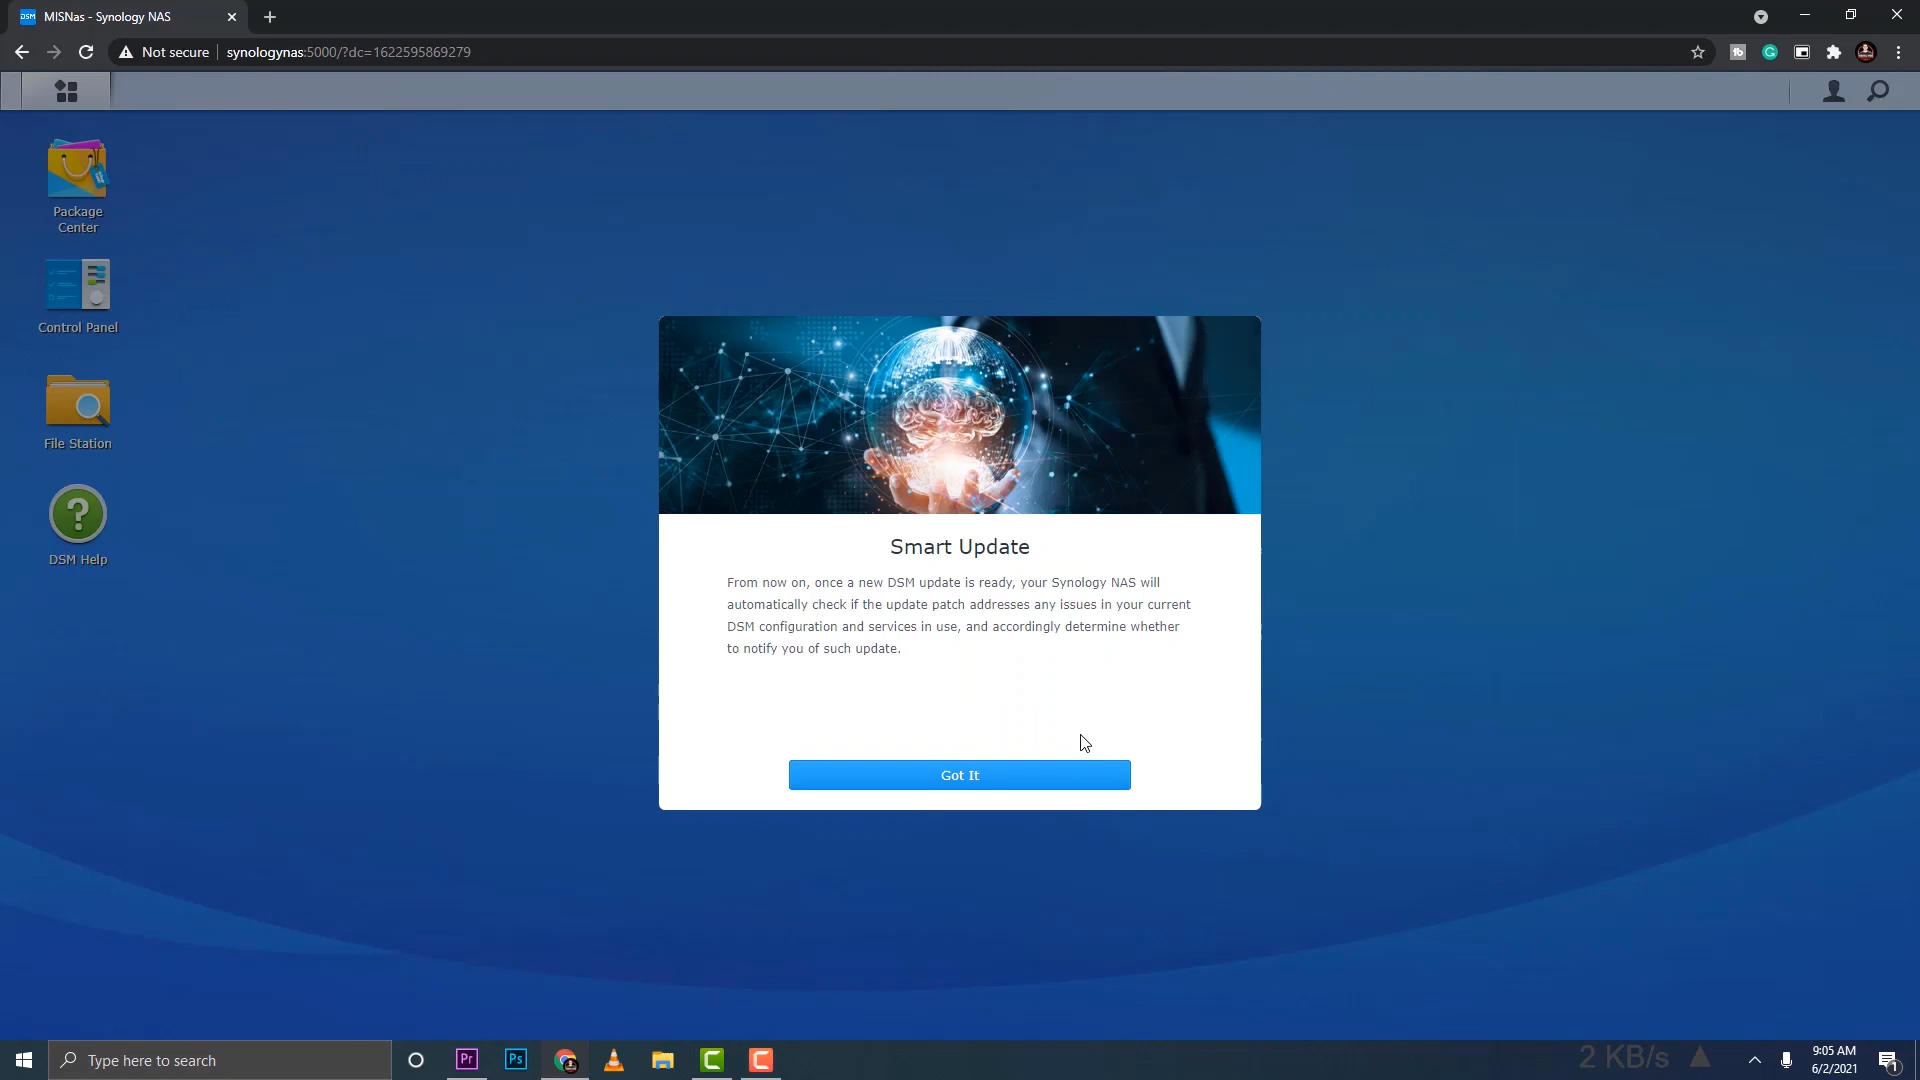 DSM
MISNas - Synology NAS
Not secure
synologynas:5000/?dc=1622595869279
tb
G
Package
Center
Control Panel
File Station
?
DSM Help
Smart Update
From now on, once a new DSM update is ready, your Synology NAS will
automatically check if the update patch addresses any issues in your current
DSM configuration and services in use, and accordingly determine whether
to notify you of such update.
Got It
Type here to search
Pr
Ps
C
C
2 KB/s
9:05 AM
6/2/2021
1